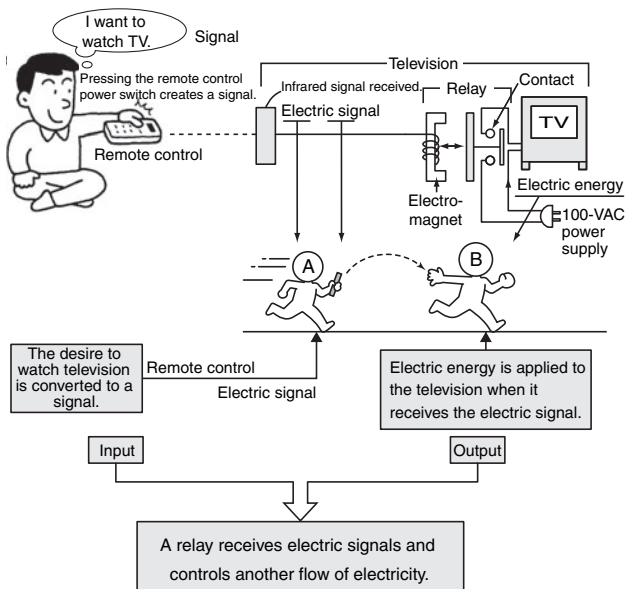 I want to
watch TV.
Signal
Pressing the remote control
power switch creates a signal.
Remote control
Television
Infrared signal received.
Electric signal
Relay
Contact
TV
Electro-
magnet
Electric energy
100-VAC
power
supply
A
B
The desire to
watch television
is converted to a
signal.
Remote control
Electric signal
Electric energy is applied to
the television when it
receives the electric signal.
Input
Output
A relay receives electric signals and
controls another flow of electricity.